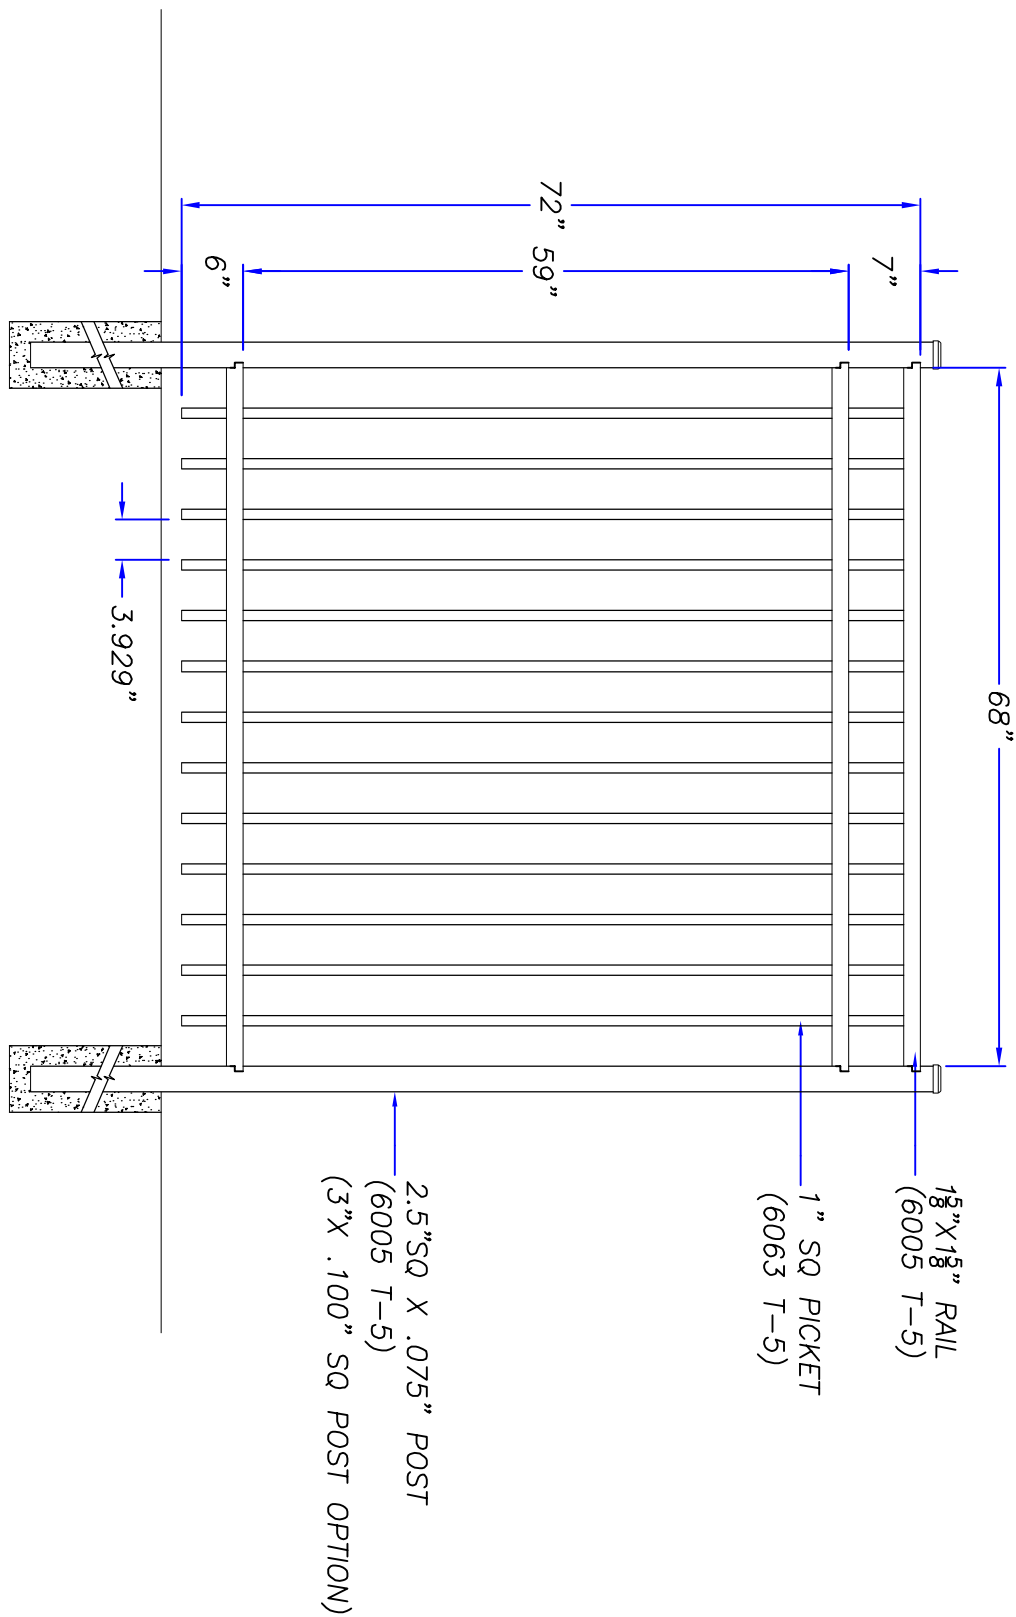 72"
59"
7"
6"
3.929"
68"
1⅝"X1⅝" RAIL
(6005 T-5)
1" SQ PICKET
(6063 T-5)
2.5"SQ X .075" POST
(6005 T-5)
(3"X .100" SQ POST OPTION)